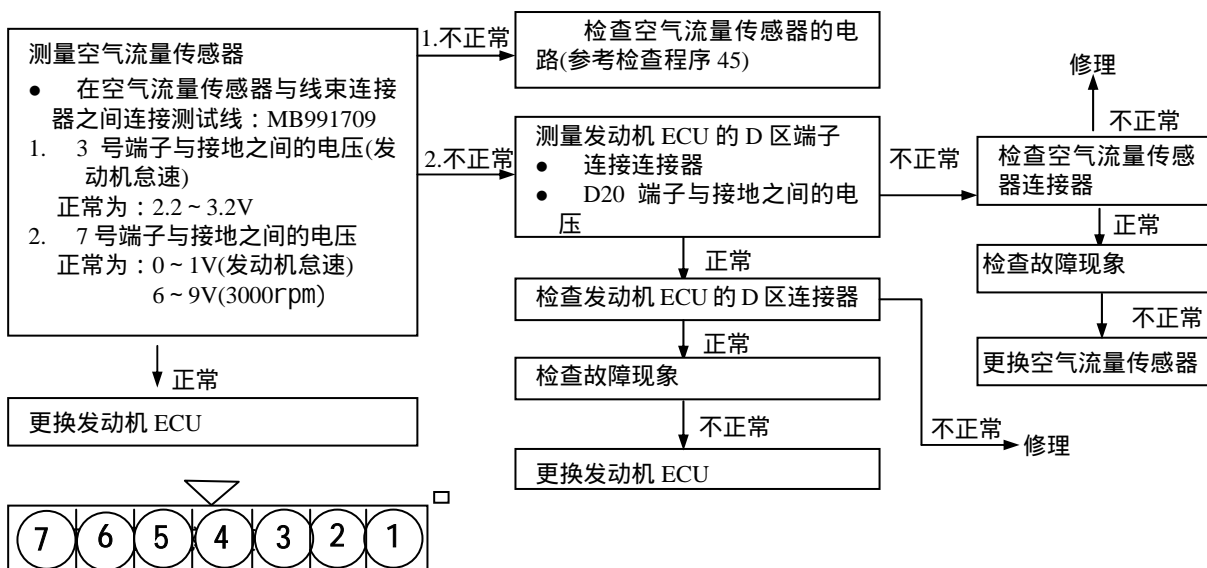 测量空气流量传感器
● 在空气流量传感器与线束连接
器之间连接测试线：MB991709
1. 3 号端子与接地之间的电压(发
动机怠速)
正常为：2.2～3.2V
2. 7 号端子与接地之间的电压
正常为：0～1V(发动机怠速)
6～9V(3000rpm)
正常
更换发动机 ECU
1.不正常
2.不正常
检查空气流量传感器的电
路(参考检查程序 45)
测量发动机 ECU 的 D 区端子
● 连接连接器
● D20 端子与接地之间的电
压
正常
检查发动机 ECU 的 D 区连接器
正常
检查故障现象
不正常
更换发动机 ECU
不正常
修理
不正常
修理
不正常
检查空气流量传感
器连接器
正常
检查故障现象
不正常
更换空气流量传感器
7 6 5 4 3 2 1